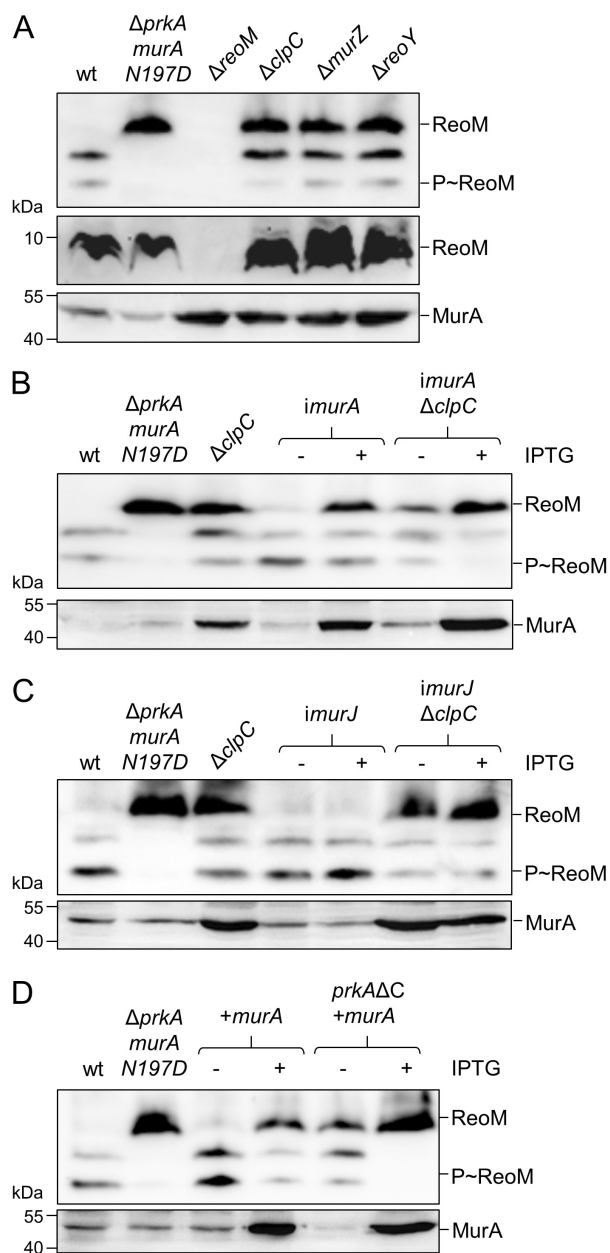 A
wt
ΔprkA
murA
N197D
ΔreoM
ΔclpC
ΔmurZ
ΔreoY
ReoM
P~ReoM
kDa
10
ReoM
55
MurA
40
B
wt
ΔprkA
murA
N197D
ΔclpC
imurA
imurA
ΔclpC
- + - + IPTG
ReoM
P~ReoM
kDa
55
MurA
40
C
wt
ΔprkA
murA
N197D
ΔclpC
imurJ
imurJ
ΔclpC
- + - + IPTG
ReoM
P~ReoM
kDa
55
MurA
40
D
wt
ΔprkA
murA
N197D
+murA
prkAΔC
+murA
- + - + IPTG
ReoM
P~ReoM
kDa
55
MurA
40